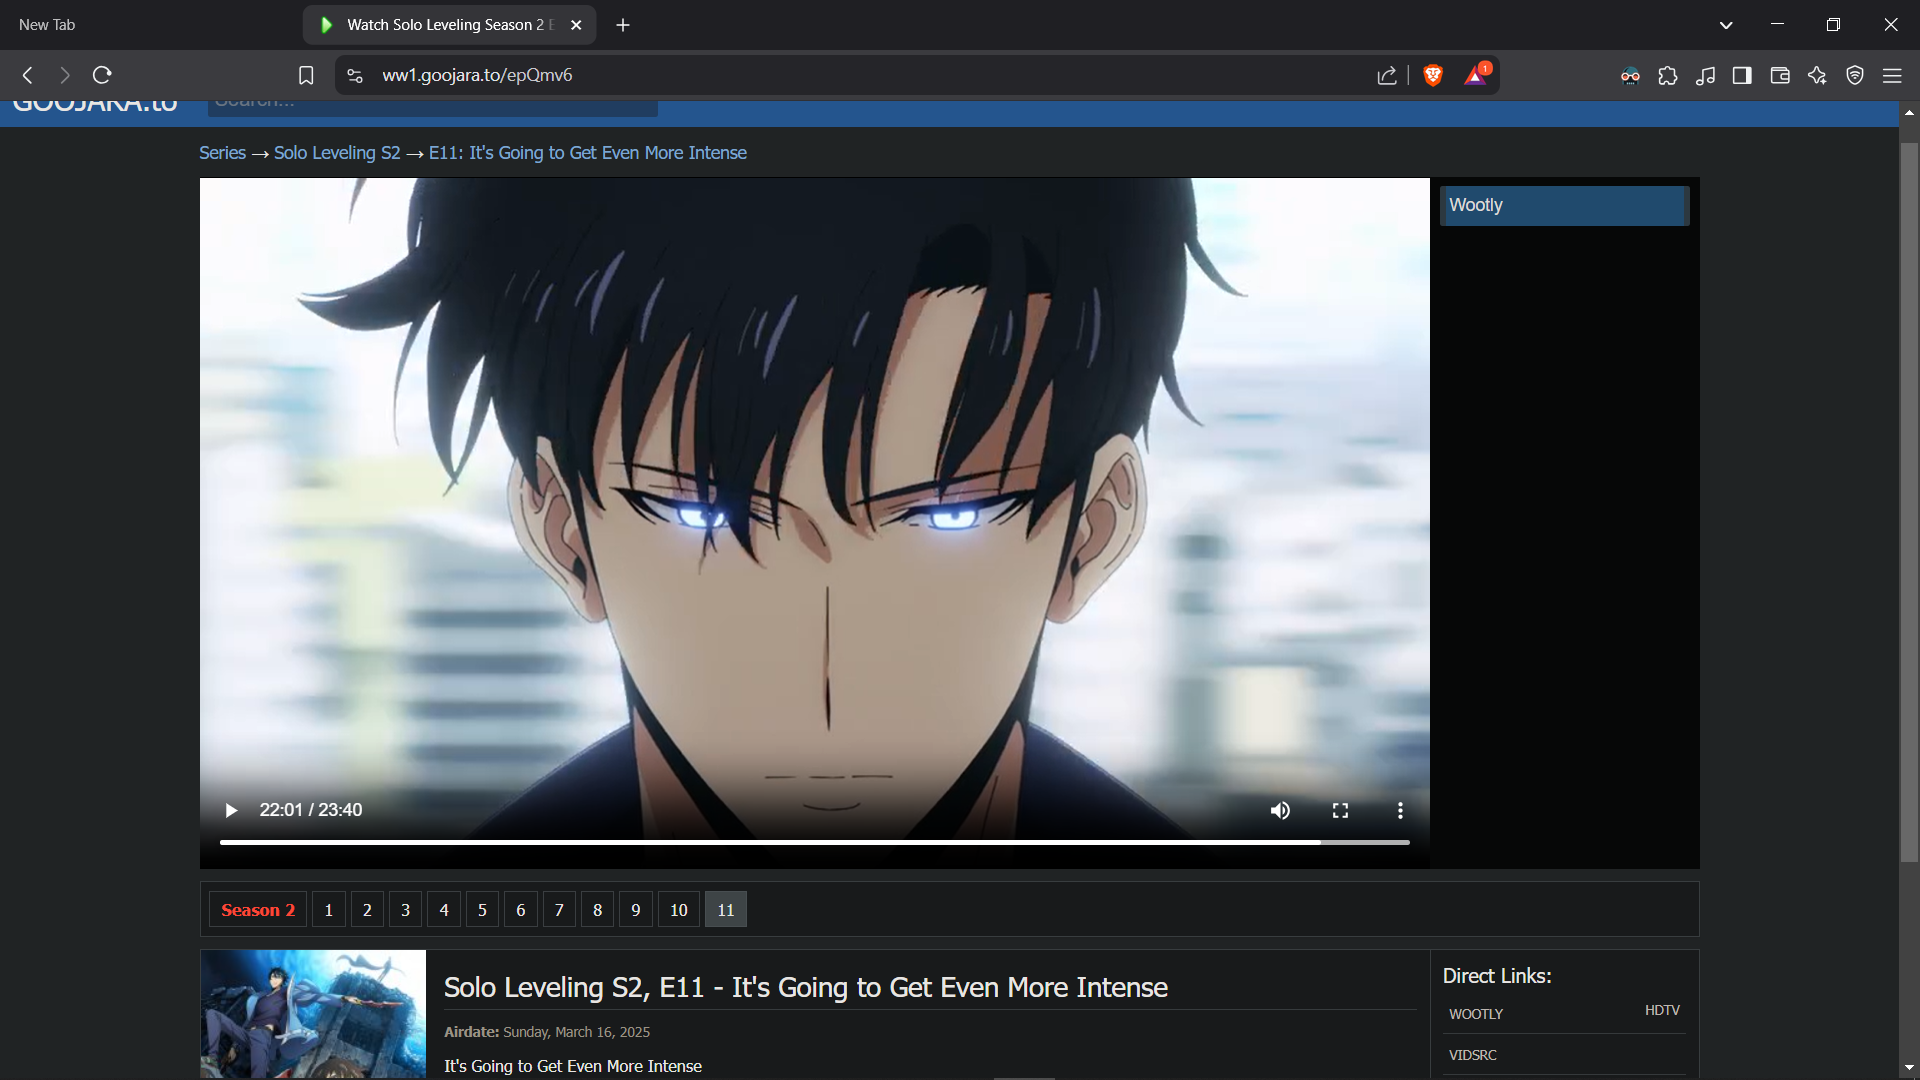 New Tab
Watch Solo Leveling Season 2 E
ww1.goojara.to/epQmv6
1
GOOJARA.to
Search...
Series → Solo Leveling S2 → E11: It's Going to Get Even More Intense
Wootly
22:01 / 23:40
Season 2 1 2 3 4 5 6 7 8 9 10 11
Solo Leveling S2, E11 - It's Going to Get Even More Intense
Airdate: Sunday, March 16, 2025
It's Going to Get Even More Intense
Direct Links:
WOOTLY HDTV
VIDSRC